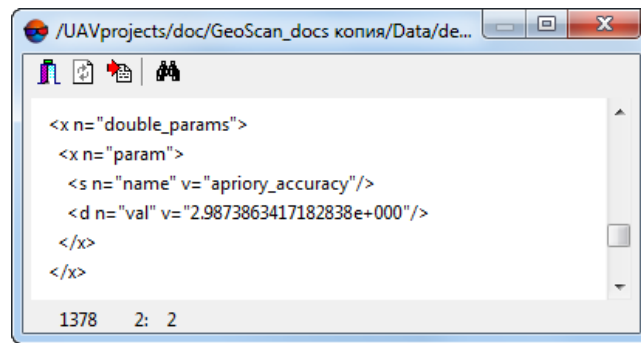 /UAVprojects/doc/GeoScan_docs копия/Data/de...
<x n="double_params">
<x n="param">
<s n="name" v="apriory_accuracy"/>
<d n="val" v="2.9873863417182838e+000"/>
</x>
</x>
1378 2: 2